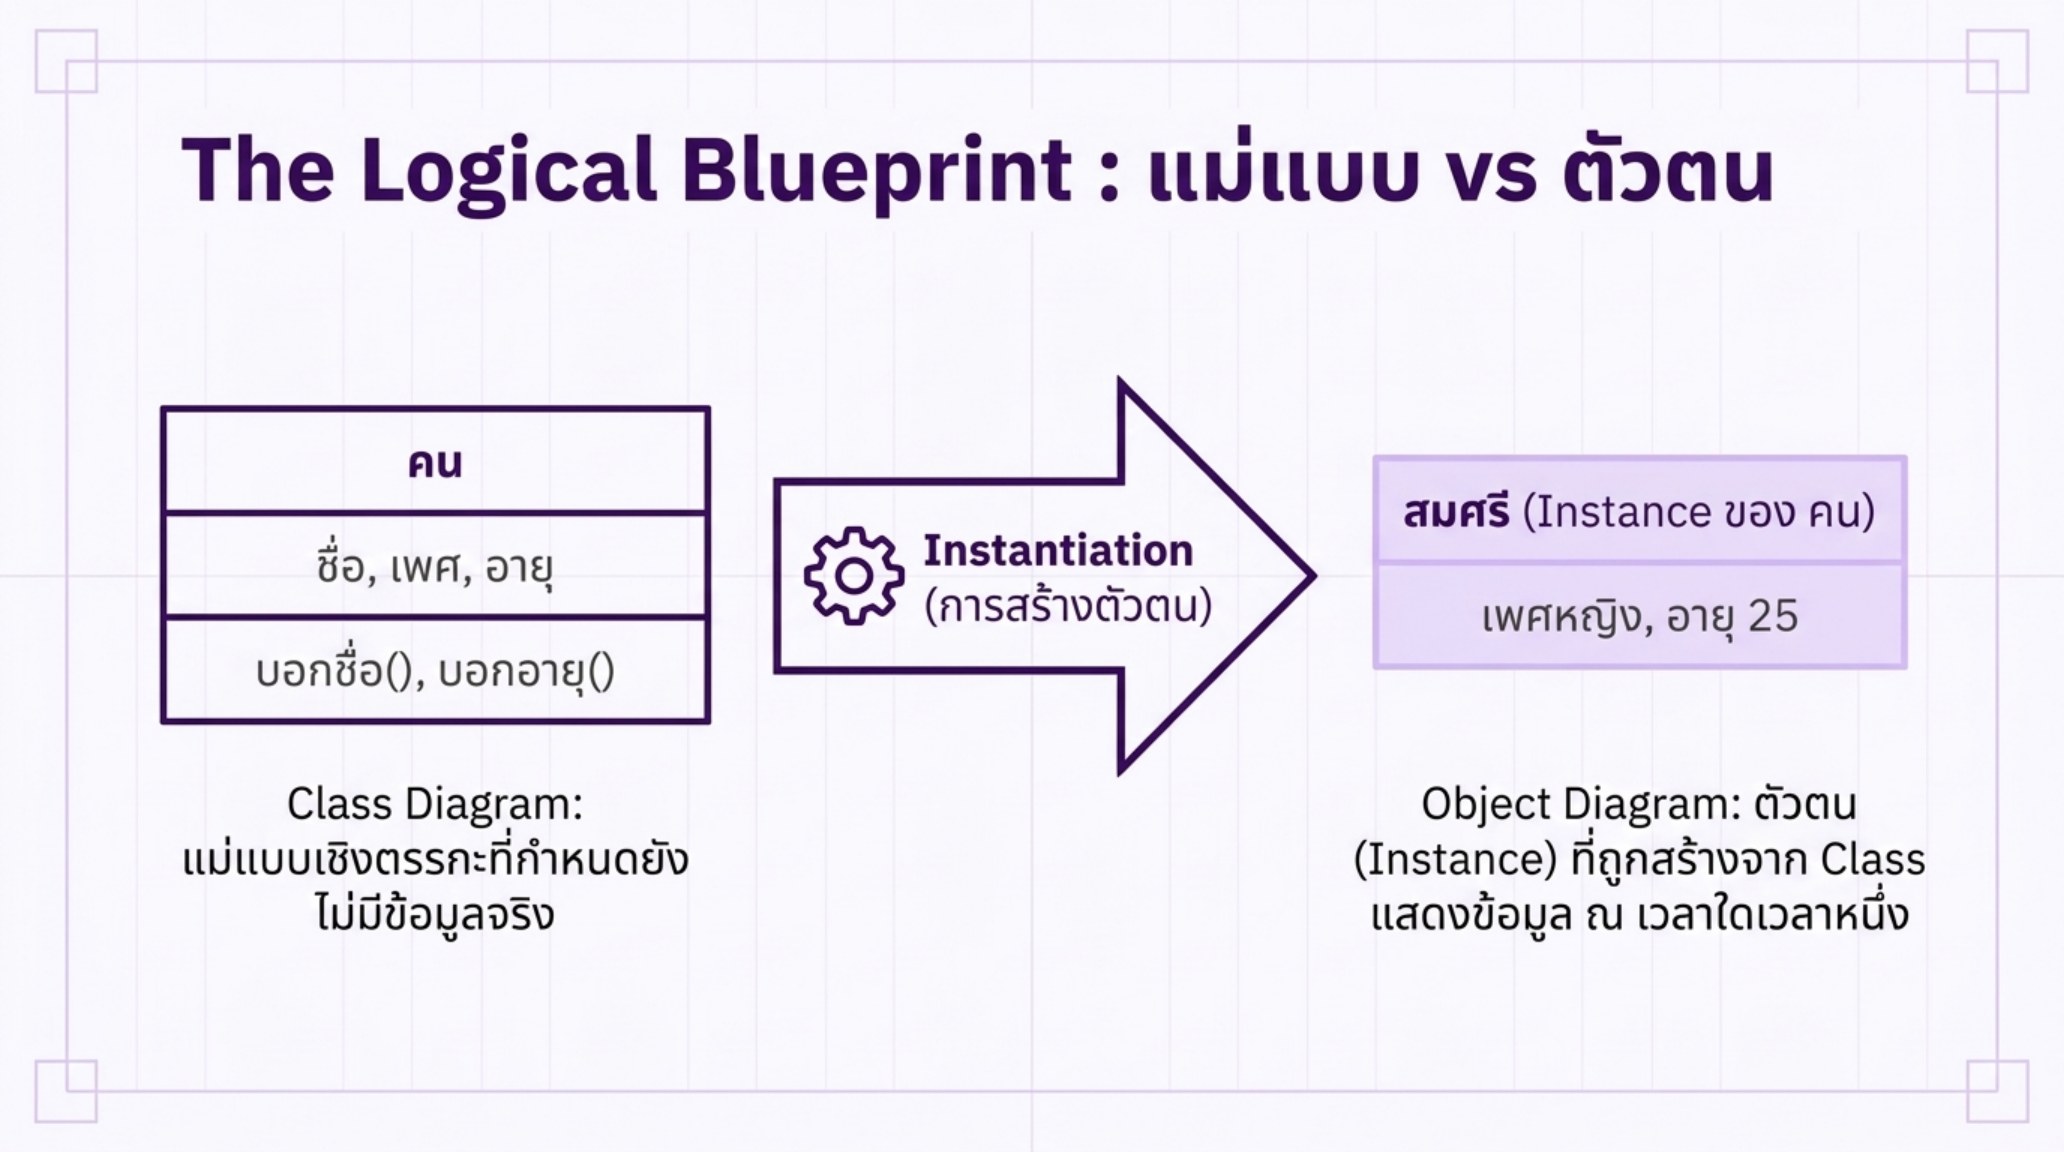 The Logical Blueprint : แม่แบบ vs ตัวตน
คน
ชื่อ, เพศ, อายุ
บอกชื่อ(), บอกอายุ()
Class Diagram:
แม่แบบเชิงตรรกะที่กำหนดยัง
ไม่มีข้อมูลจริง
Instantiation
(การสร้างตัวตน)
สมศรี (Instance ของ คน)
เพศหญิง, อายุ 25
Object Diagram: ตัวตน
(Instance) ที่ถูกสร้างจาก Class
แสดงข้อมูล ณ เวลาใดเวลาหนึ่ง